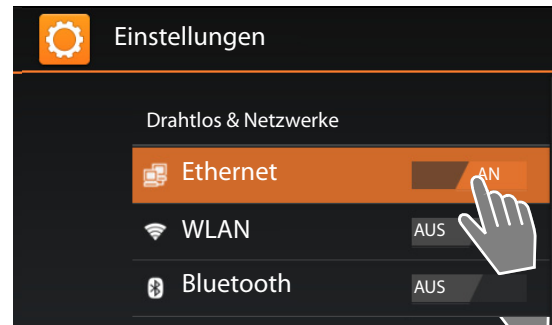 Einstellungen
Drahtlos & Netzwerke
Ethernet AN
WLAN AUS
Bluetooth AUS